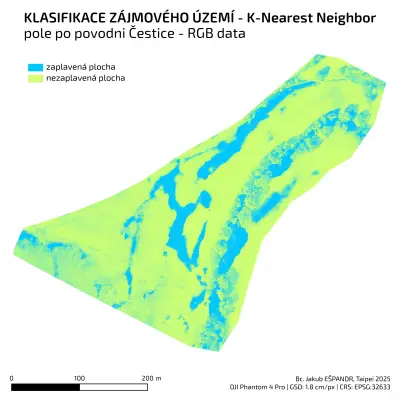 KLASIFIKACE ZÁJMOVÉHO ÚZEMÍ - K-Nearest Neighbor
pole po povodni Čestice - RGB data
zaplavená plocha
nezaplavená plocha
0 100 200 m
Bc. Jakub EŠPANDR, Taipei 2025
DJI Phantom 4 Pro | GSD: 1.8 cm/px | CRS: EPSG:32633